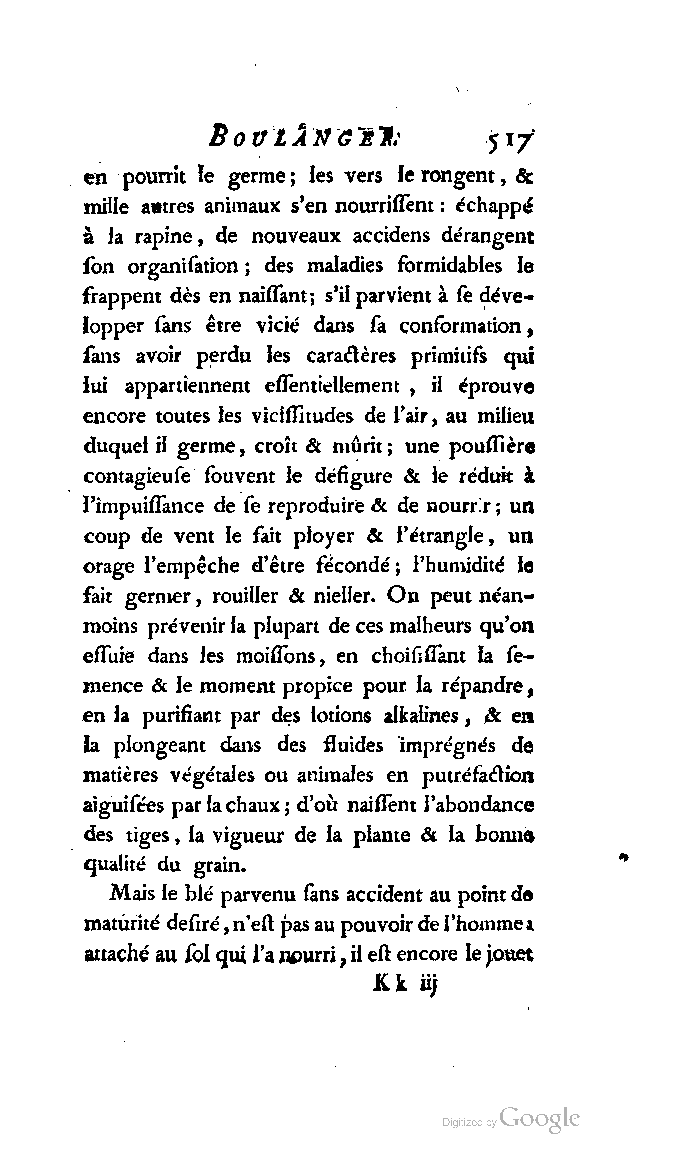 BOULANGER. 517
en pourrit le germe ; les vers le rongent, &
mille autres animaux s'en nourriſſent : échappé
à la rapine, de nouveaux accidens dérangent
ſon organiſation ; des maladies formidables le
frappent dès en naiſſant ; s'il parvient à ſe déve-
lopper ſans être vicié dans ſa conformation,
ſans avoir perdu les caractères primitifs qui
lui appartiennent eſſentiellement , il éprouve
encore toutes les viciſſitudes de l'air, au milieu
duquel il germe, croît & mûrit ; une pouſſière
contagieuſe ſouvent le défigure & le réduit à
l'impuiſſance de ſe reproduire & de nourrir ; un
coup de vent le fait ployer & l'étrangle, un
orage l'empêche d'être fécondé ; l'humidité le
fait germer, rouiller & nieller. On peut néan-
moins prévenir la plupart de ces malheurs qu'on
eſſuie dans les moiſſons, en choiſiſſant la ſe-
mence & le moment propice pour la répandre,
en la purifiant par des lotions alkalines, & en
la plongeant dans des fluides imprégnés de
matières végétales ou animales en putréfaction
aiguiſées par la chaux ; d'où naiſſent l'abondance
des tiges, la vigueur de la plante & la bonne
qualité du grain.
Mais le blé parvenu ſans accident au point de
maturité deſiré, n'eſt pas au pouvoir de l'homme :
attaché au ſol qui l'a nourri, il eſt encore le jouet
Kk iij
Digitized by Google